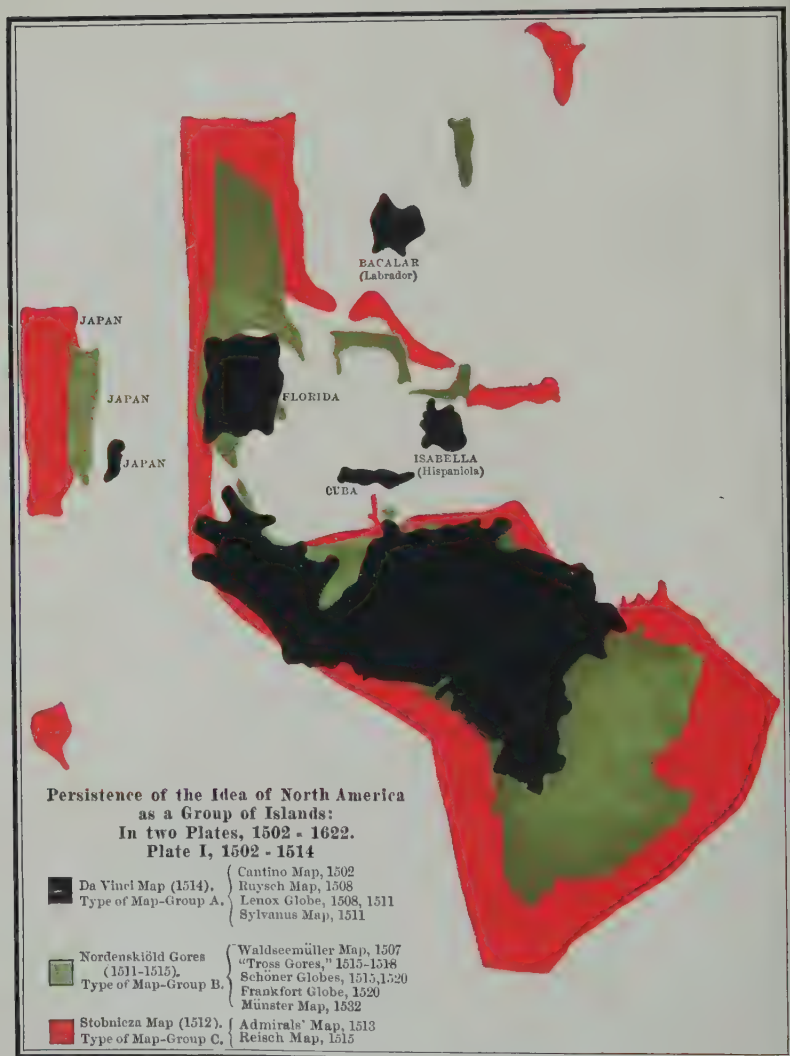 BACALAR
(Labrador)
JAPAN
JAPAN
FLORIDA
JAPAN
ISABELLA
(Hispaniola)
CUBA
Persistence of the Idea of North America
as a Group of Islands:
In two Plates, 1502 - 1622.
Plate I, 1502 - 1514
Da Vinci Map (1514).
Type of Map-Group A.
Cantino Map, 1502
Ruysch Map, 1508
Lenox Globe, 1508, 1511
Sylvanus Map, 1511
Nordenskiöld Gores
(1511-1515).
Type of Map-Group B.
Waldseemüller Map, 1507
"Tross Gores," 1515-1518
Schöner Globes, 1515, 1520
Frankfort Globe, 1520
Münster Map, 1532
Stobnicza Map (1512).
Type of Map-Group C.
Admirals' Map, 1513
Reisch Map, 1515